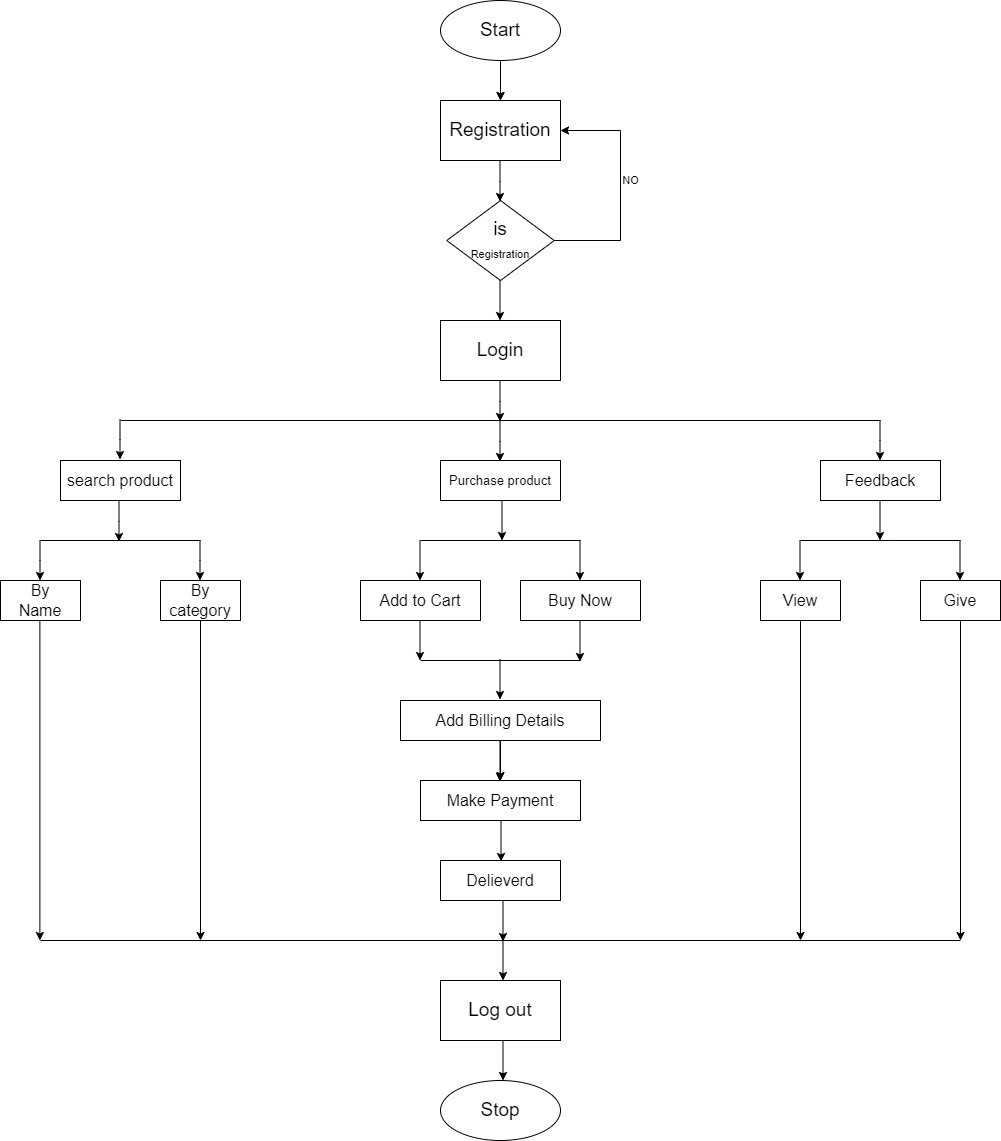 Start
Registration
NO
is
Registration
Login
search product
Purchase product
Feedback
By
Name
By
category
Add to Cart
Buy Now
View
Give
Add Billing Details
Make Payment
Delieverd
Log out
Stop